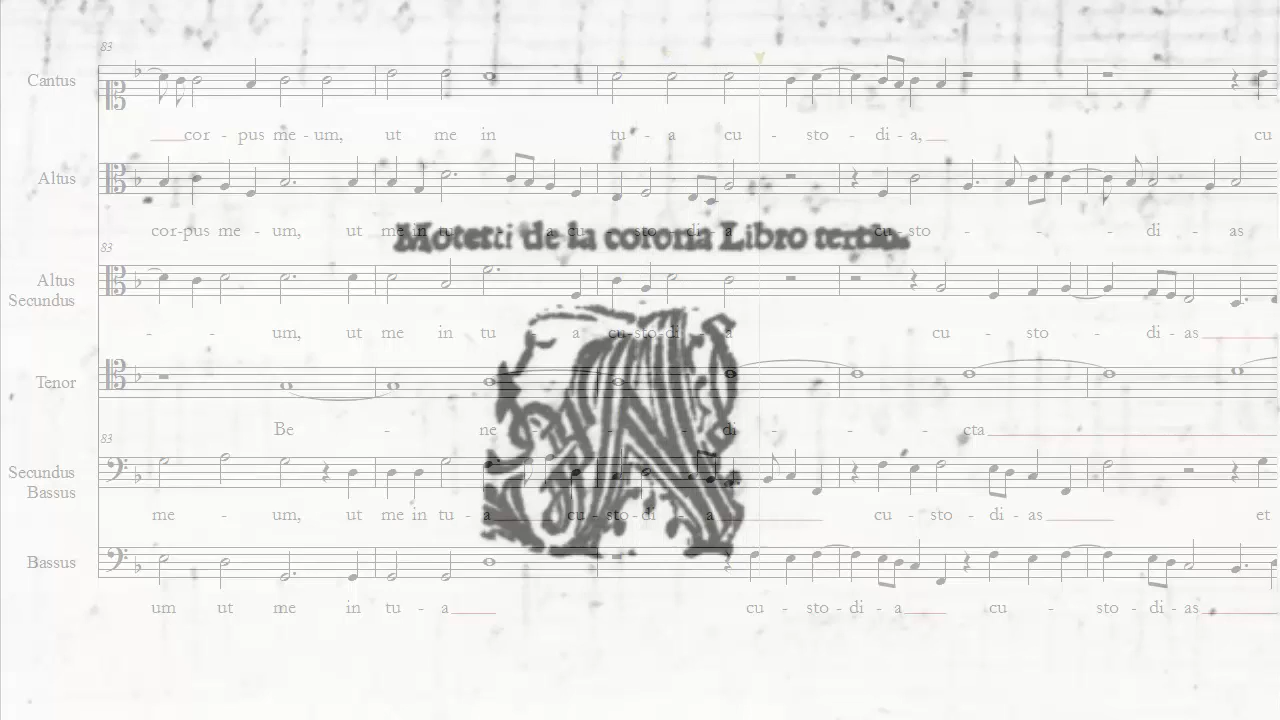 83
Cantus
cor - pus me - um, ut me in tu - a cu - sto - di - a, cu
Altus
cor-pus me - um, ut me in tu - a cu - sto - di - a cu - sto - - - di - as
Motetti de la corona Libro tertio.
83
Altus
Secundus
- - um, ut me in tu - a cu-sto-di - a cu - sto - di - as
Tenor
Be - ne - - - di - - cta
83
Secundus
Bassus
me - um, ut me in tu - a cu - sto - di - a cu - sto - di - as et
Bassus
um ut me in tu - a cu - sto - di - a cu - sto - di - as
A